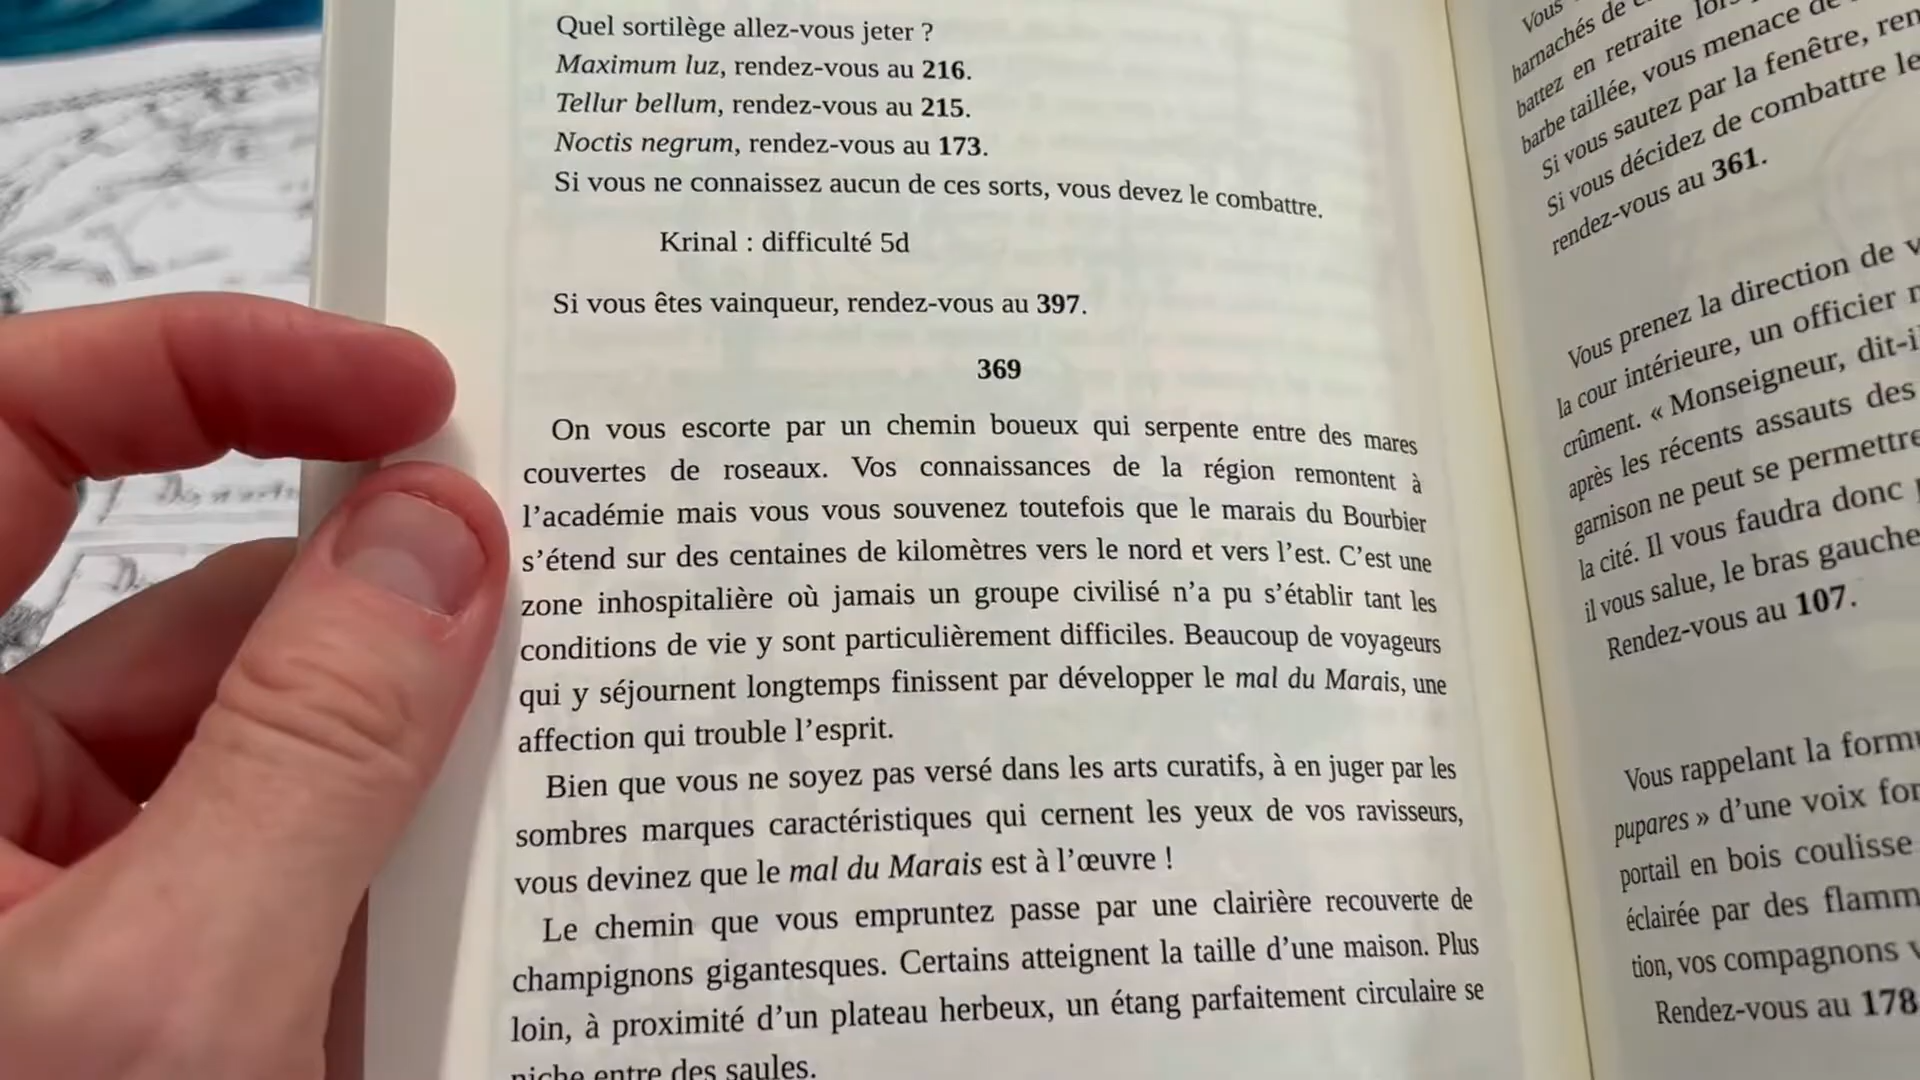 Quel sortilège allez-vous jeter ?
Maximum luz, rendez-vous au 216.
Tellur bellum, rendez-vous au 215.
Noctis negrum, rendez-vous au 173.
Si vous ne connaissez aucun de ces sorts, vous devez le combattre.
Krinal : difficulté 5d
Si vous êtes vainqueur, rendez-vous au 397.
369
On vous escorte par un chemin boueux qui serpente entre des mares
couvertes de roseaux. Vos connaissances de la région remontent à
l’académie mais vous vous souvenez toutefois que le marais du Bourbier
s’étend sur des centaines de kilomètres vers le nord et vers l’est. C’est une
zone inhospitalière où jamais un groupe civilisé n’a pu s’établir tant les
conditions de vie y sont particulièrement difficiles. Beaucoup de voyageurs
qui y séjournent longtemps finissent par développer le mal du Marais, une
affection qui trouble l’esprit.
Bien que vous ne soyez pas versé dans les arts curatifs, à en juger par les
sombres marques caractéristiques qui cernent les yeux de vos ravisseurs,
vous devinez que le mal du Marais est à l’œuvre !
Le chemin que vous empruntez passe par une clairière recouverte de
champignons gigantesques. Certains atteignent la taille d’une maison. Plus
loin, à proximité d’un plateau herbeux, un étang parfaitement circulaire se
niche entre des saules.
Vous
harnachés de
battez en retraite
barbe taillée, vous menace de
Si vous sautez par la fenêtre,
Si vous décidez de combattre
rendez-vous au 361.
Vous prenez la direction de
la cour intérieure, un officier
crûment. « Monseigneur,
après les récents assauts des
garnison ne peut se permettre
la cité. Il vous faudra donc
il vous salue, le bras gauche
Rendez-vous au 107.
Vous rappelant la
pupares » d’une voix
portail en bois coulisse
éclairée par des
tion, vos compagnons
Rendez-vous au 178